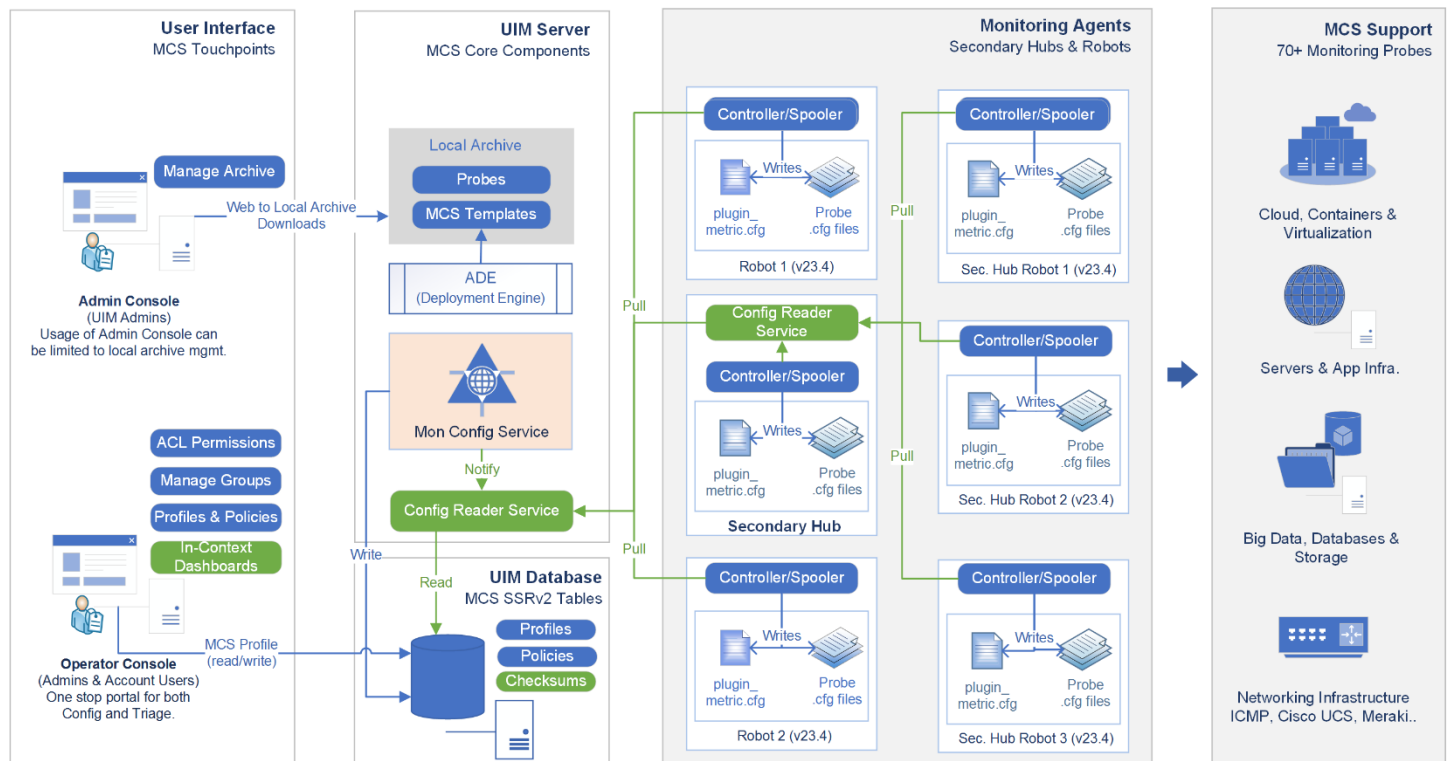 User Interface
MCS Touchpoints
Manage Archive
Web to Local Archive
Downloads
Admin Console
(UIM Admins)
Usage of Admin Console can
be limited to local archive mgmt.
ACL Permissions
Manage Groups
Profiles & Policies
In-Context
Dashboards
MCS Profile
(read/write)
Operator Console
(Admins & Account Users)
One stop portal for both
Config and Triage.
UIM Server
MCS Core Components
Local Archive
Probes
MCS Templates
ADE
(Deployment Engine)
Mon Config Service
Notify
Config Reader Service
Write
Read
UIM Database
MCS SSRv2 Tables
Profiles
Policies
Checksums
Monitoring Agents
Secondary Hubs & Robots
Controller/Spooler
Writes
plugin_
metric.cfg
Probe
.cfg files
Robot 1 (v23.4)
Pull
Config Reader
Service
Controller/Spooler
Writes
plugin_
metric.cfg
Probe
.cfg files
Secondary Hub
Pull
Controller/Spooler
Writes
plugin_
metric.cfg
Probe
.cfg files
Robot 2 (v23.4)
Controller/Spooler
Writes
plugin_
metric.cfg
Probe
.cfg files
Sec. Hub Robot 1 (v23.4)
Pull
Controller/Spooler
Writes
plugin_
metric.cfg
Probe
.cfg files
Sec. Hub Robot 2 (v23.4)
Pull
Controller/Spooler
Writes
plugin_
metric.cfg
Probe
.cfg files
Sec. Hub Robot 3 (v23.4)
MCS Support
70+ Monitoring Probes
Cloud, Containers &
Virtualization
Servers & App Infra.
Big Data, Databases &
Storage
Networking Infrastructure
ICMP, Cisco UCS, Meraki..